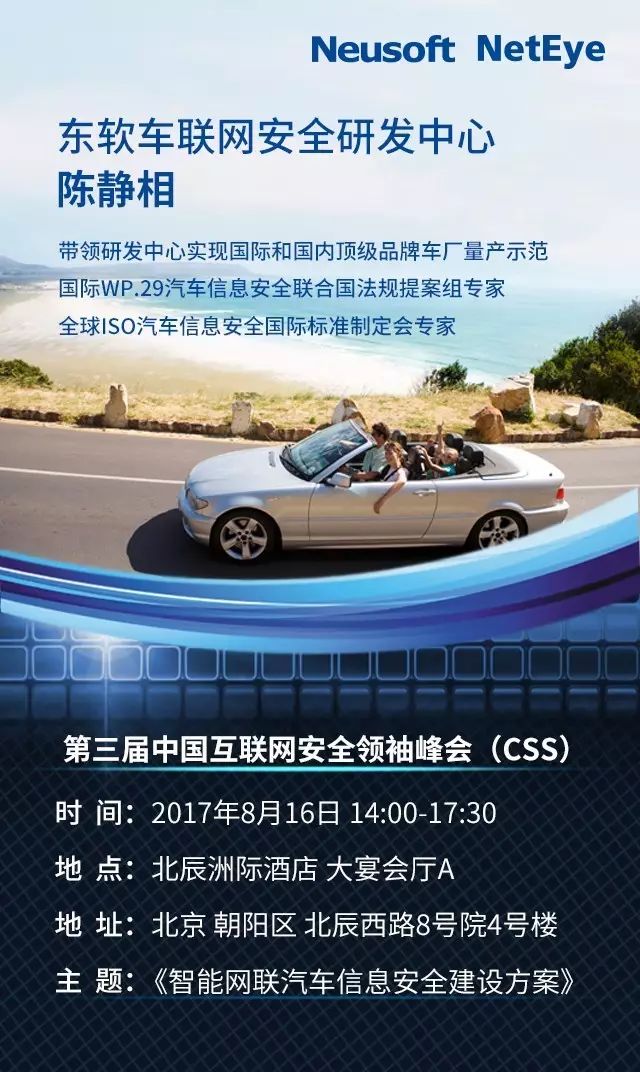 Neusoft NetEye
东软车联网安全研发中心
陈静相
带领研发中心实现国际和国内顶级品牌车厂量产示范
国际WP.29汽车信息安全联合国法规提案组专家
全球ISO汽车信息安全国际标准制定会专家
第三届中国互联网安全领袖峰会（CSS）
时 间：2017年8月16日 14:00-17:30
地 点：北辰洲际酒店 大宴会厅A
地 址：北京 朝阳区 北辰西路8号院4号楼
主 题：《智能网联汽车信息安全建设方案》